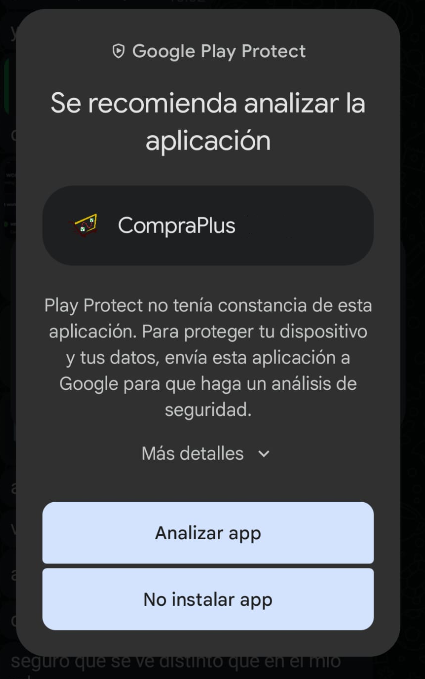 Google Play Protect
Se recomienda analizar la
aplicación
CompraPlus
Play Protect no tenía constancia de esta
aplicación. Para proteger tu dispositivo
y tus datos, envía esta aplicación a
Google para que haga un análisis de
seguridad.
Más detalles
Analizar app
No instalar app
seguro que se ve distinto que en el mio